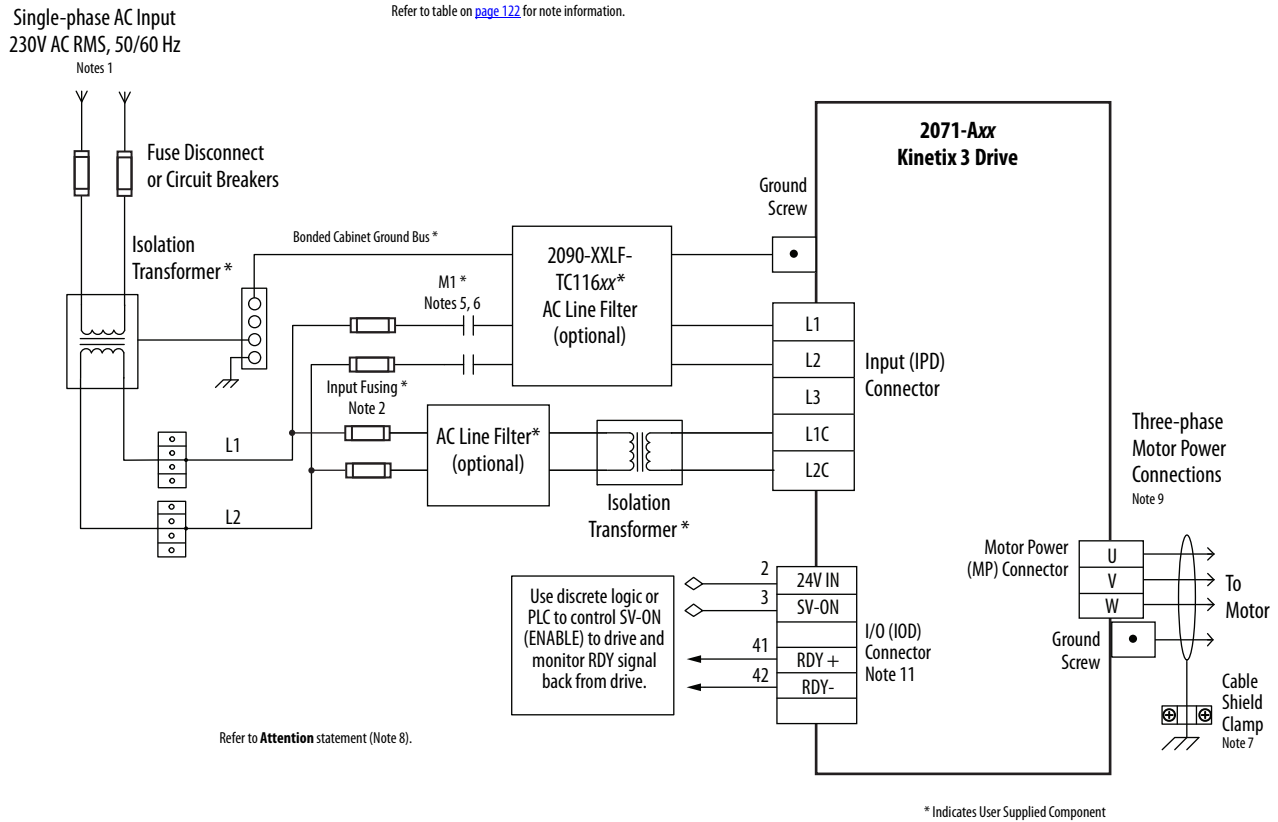 Single-phase AC Input
230V AC RMS, 50/60 Hz
Notes 1
Refer to table on page 122 for note information.
Fuse Disconnect
or Circuit Breakers
2071-Axx
Kinetix 3 Drive
Ground
Screw
Isolation
Transformer *
Bonded Cabinet Ground Bus *
2090-XXLF-
TC116xx*
AC Line Filter
(optional)
M1 *
Notes 5, 6
L1
L2
L3
L1C
L2C
Input (IPD)
Connector
Input Fusing *
Note 2
AC Line Filter*
(optional)
Isolation
Transformer *
L1
L2
Three-phase
Motor Power
Connections
Note 9
Motor Power
(MP) Connector
U
V
W
To
Motor
Ground
Screw
Cable
Shield
Clamp
Note 7
Use discrete logic or
PLC to control SV-ON
(ENABLE) to drive and
monitor RDY signal
back from drive.
2
24V IN
3
SV-ON
41
RDY +
42
RDY-
I/O (IOD)
Connector
Note 11
Refer to Attention statement (Note 8).
* Indicates User Supplied Component